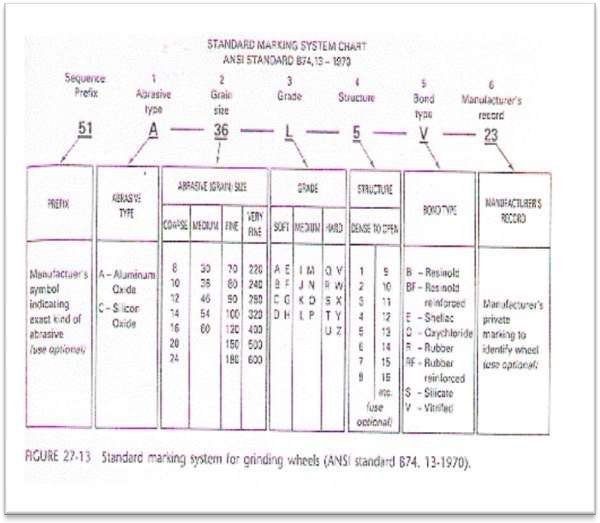 STANDARD MARKING SYSTEM CHART
ANSI STANDARD B74,13 – 1970
Sequence 1 2 3 4 5 6
Prefix Abrasive type Grain size Grade Structure Bond type Manufacturer's record
51 A — 36 — L — 5 — V — 23
PREFIX
Manufacturer's
symbol
indicating
exact kind of
abrasive
(use optional)
ABRASIVE
TYPE
A – Aluminum
Oxide
C – Silicon
Oxide
ABRASIVE (GRAIN) SIZE
COARSE MEDIUM FINE VERY FINE
8 30 70 220
10 36 80 240
12 46 90 280
14 54 100 320
16 60 120 400
20 150 500
24 180 600
GRADE
SOFT MEDIUM HARD
A E I M Q V
B F J N R W
C G K O S X
D H L P T Y
U Z
STRUCTURE
DENSE TO OPEN
1 9
2 10
3 11
4 12
5 13
6 14
7 15
8 16
etc.
(use
optional)
BOND TYPE
B – Resinoid
BF – Resinoid
reinforced
E – Shellac
O – Oxychloride
R – Rubber
RF – Rubber
reinforced
S – Silicate
V – Vitrified
MANUFACTURER'S
RECORD
Manufacturer's
private
marking to
identify wheel
(use optional)
FIGURE 27-13 Standard marking system for grinding wheels (ANSI standard B74. 13-1970).